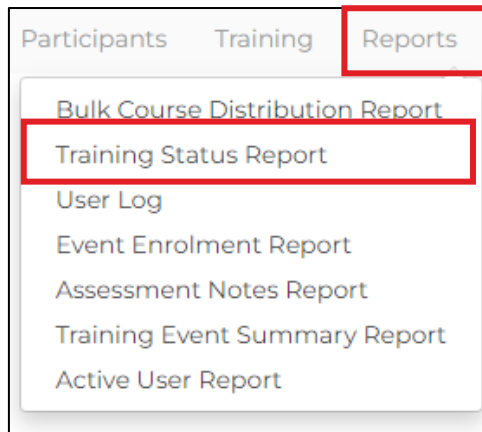 Participants Training Reports
Bulk Course Distribution Report
Training Status Report
User Log
Event Enrolment Report
Assessment Notes Report
Training Event Summary Report
Active User Report